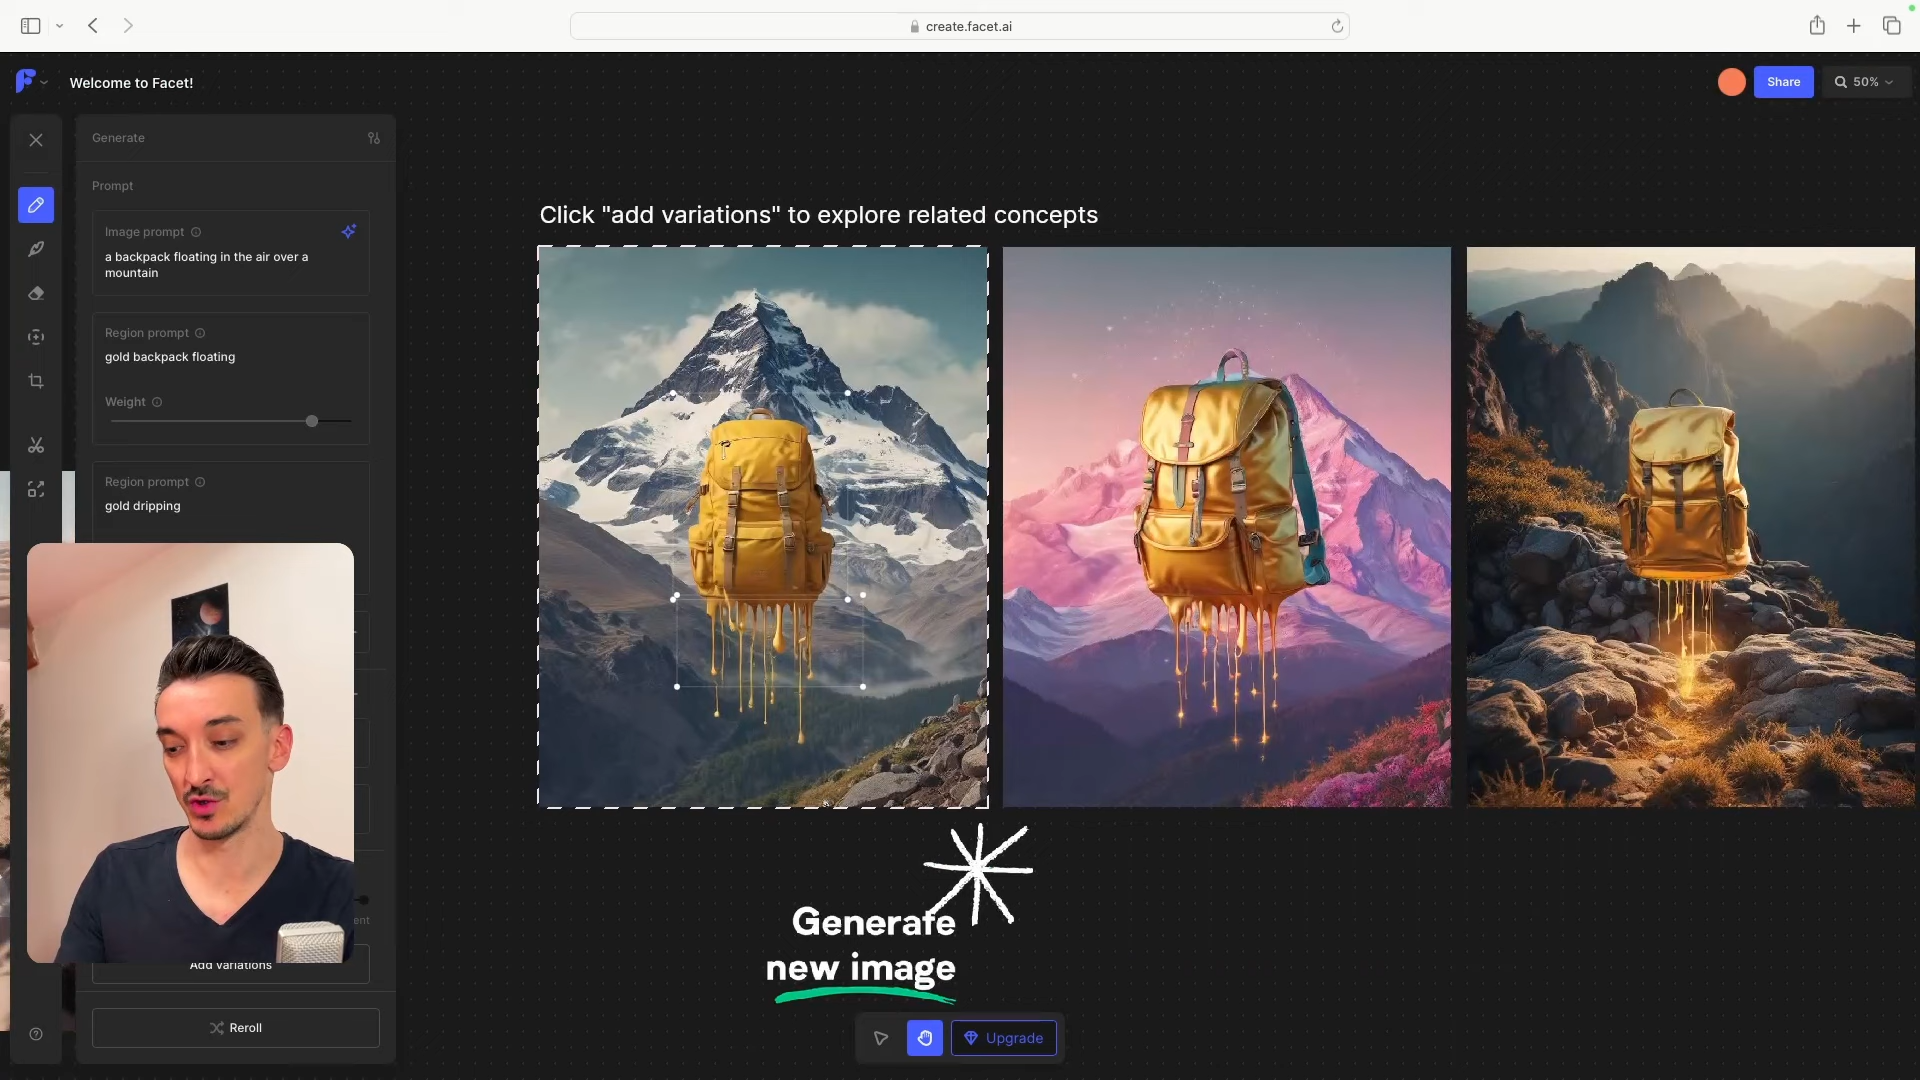 create.facet.ai
Welcome to Facet!
Share
50%
Generate
Prompt
Image prompt
a backpack floating in the air over a
mountain
Region prompt
gold backpack floating
Weight
Region prompt
gold dripping
Click "add variations" to explore related concepts
Generate
new image
ent
Add variations
Reroll
Upgrade